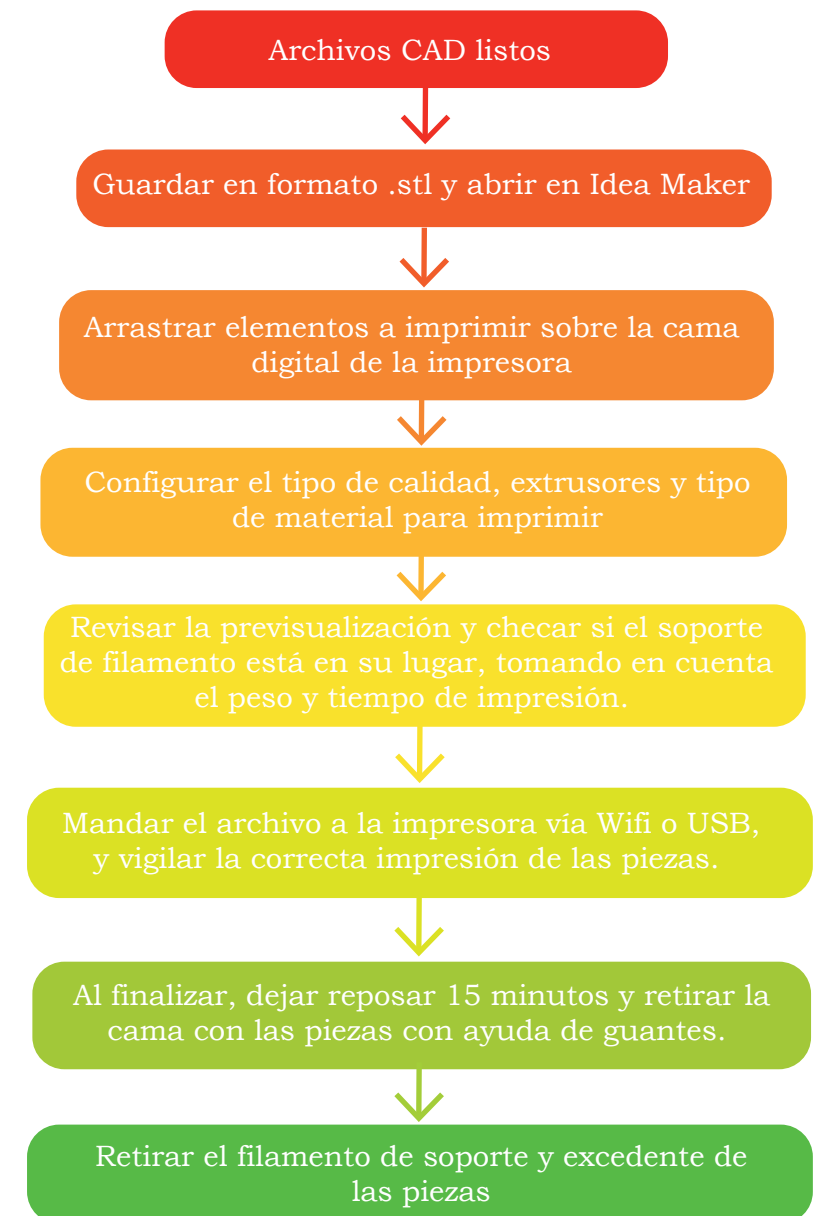 Archivos CAD listos
Guardar en formato .stl y abrir en Idea Maker
Arrastrar elementos a imprimir sobre la cama
digital de la impresora
Configurar el tipo de calidad, extrusores y tipo
de material para imprimir
Revisar la previsualización y checar si el soporte
de filamento está en su lugar, tomando en cuenta
el peso y tiempo de impresión.
Mandar el archivo a la impresora vía Wifi o USB,
y vigilar la correcta impresión de las piezas.
Al finalizar, dejar reposar 15 minutos y retirar la
cama con las piezas con ayuda de guantes.
Retirar el filamento de soporte y excedente de
las piezas